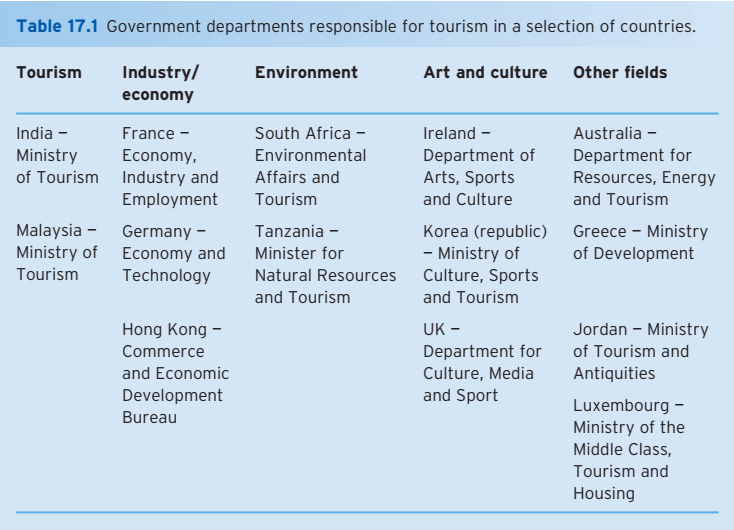 Table 17.1 Government departments responsible for tourism in a selection of countries.
Tourism
Industry/
economy
Environment
Art and culture
Other fields
India –
Ministry
of Tourism
France –
Economy,
Industry and
Employment
South Africa –
Environmental
Affairs and
Tourism
Ireland –
Department of
Arts, Sports
and Culture
Australia –
Department for
Resources, Energy
and Tourism
Malaysia –
Ministry of
Tourism
Germany –
Economy and
Technology
Tanzania –
Minister for
Natural Resources
and Tourism
Korea (republic)
– Ministry of
Culture, Sports
and Tourism
Greece – Ministry
of Development
Hong Kong –
Commerce
and Economic
Development
Bureau
UK –
Department for
Culture, Media
and Sport
Jordan – Ministry
of Tourism and
Antiquities
Luxembourg –
Ministry of the
Middle Class,
Tourism and
Housing